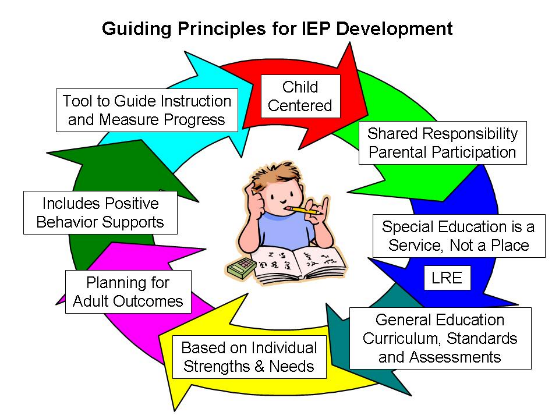 Guiding Principles for IEP Development
Child
Centered
Shared Responsibility
Parental Participation
Special Education is a
Service, Not a Place
LRE
General Education
Curriculum, Standards
and Assessments
Based on Individual
Strengths & Needs
Planning for
Adult Outcomes
Includes Positive
Behavior Supports
Tool to Guide Instruction
and Measure Progress